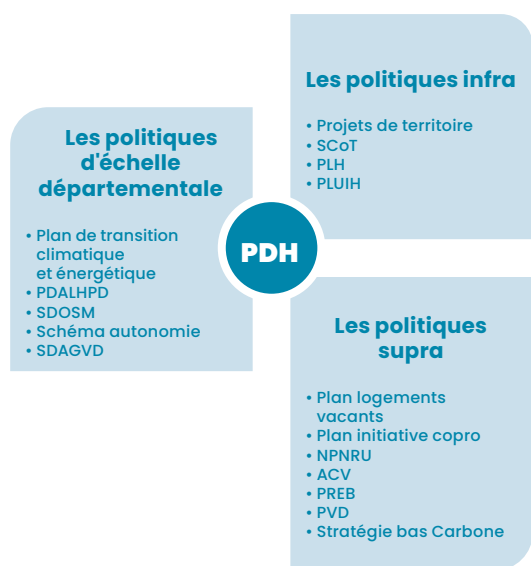 Les politiques
d'échelle
départementale
• Plan de transition
climatique
et énergétique
• PDALHPD
• SDOSM
• Schéma autonomie
• SDAGVD
PDH
Les politiques infra
• Projets de territoire
• SCoT
• PLH
• PLUIH
Les politiques
supra
• Plan logements
vacants
• Plan initiative copro
• NPNRU
• ACV
• PREB
• PVD
• Stratégie bas Carbone